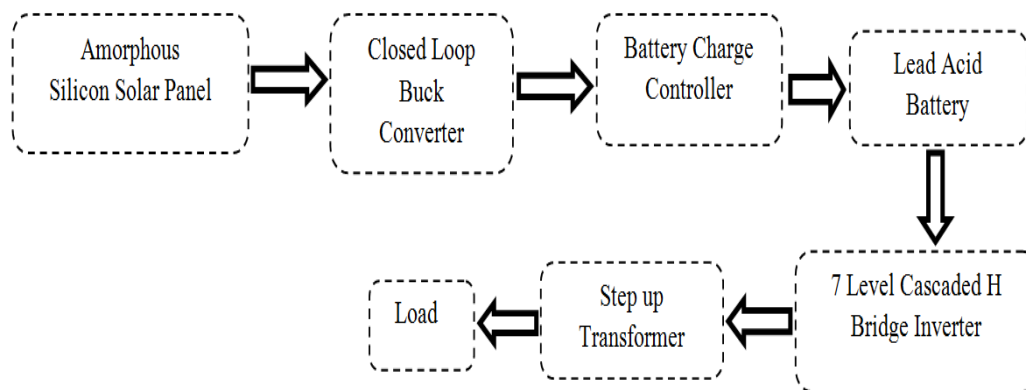 Amorphous
Silicon Solar Panel
Closed Loop
Buck
Converter
Battery Charge
Controller
Lead Acid
Battery
7 Level Cascaded H
Bridge Inverter
Step up
Transformer
Load